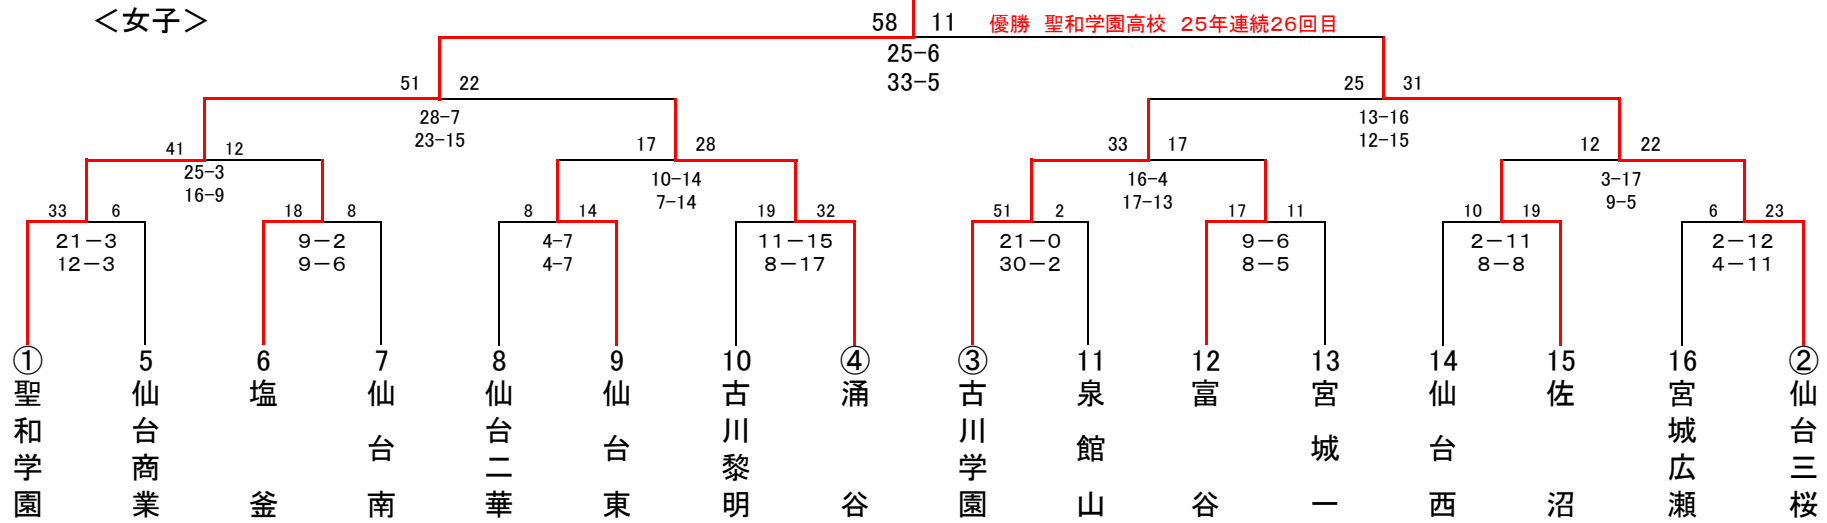 ＜女子＞
58 11 優勝 聖和学園高校 25年連続26回目
25-6
33-5
51 22 25 31
28-7 13-16
23-15 12-15
41 12 17 28 33 17 12 22
25-3 10-14 16-4 3-17
16-9 7-14 17-13 9-5
33 6 18 8 8 14 19 32 51 2 17 11 10 19 6 23
21－3 9－2 4-7 11－15 21－0 9－6 2－11 2－12
12－3 9－6 4-7 8－17 30－2 8－5 8－8 4－11
① 5 6 7 8 9 10 ④ ③ 11 12 13 14 15 16 ②
聖和学園
仙台商業
塩釜
仙台南
仙台二華
仙台東
古川黎明
涌谷
古川学園
泉館山
富谷
宮城一
仙台西
佐沼
宮城広瀬
仙台三桜